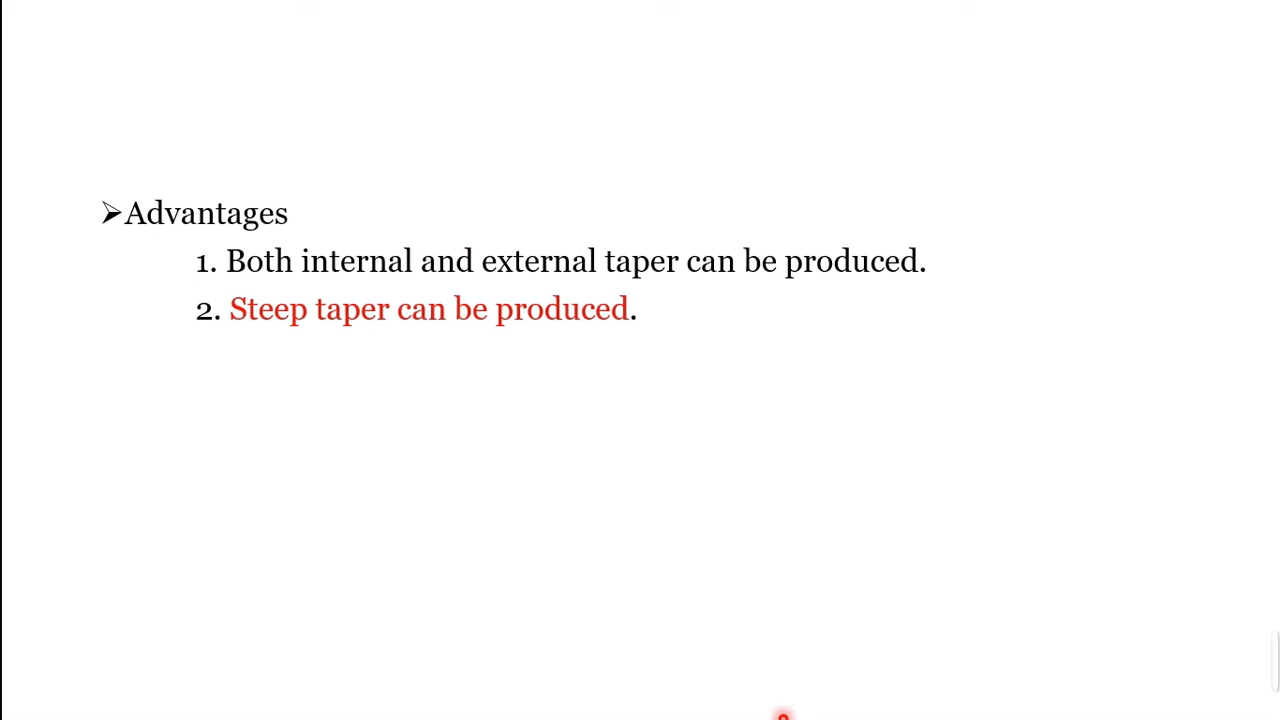 ➢Advantages
1. Both internal and external taper can be produced.
2. Steep taper can be produced.